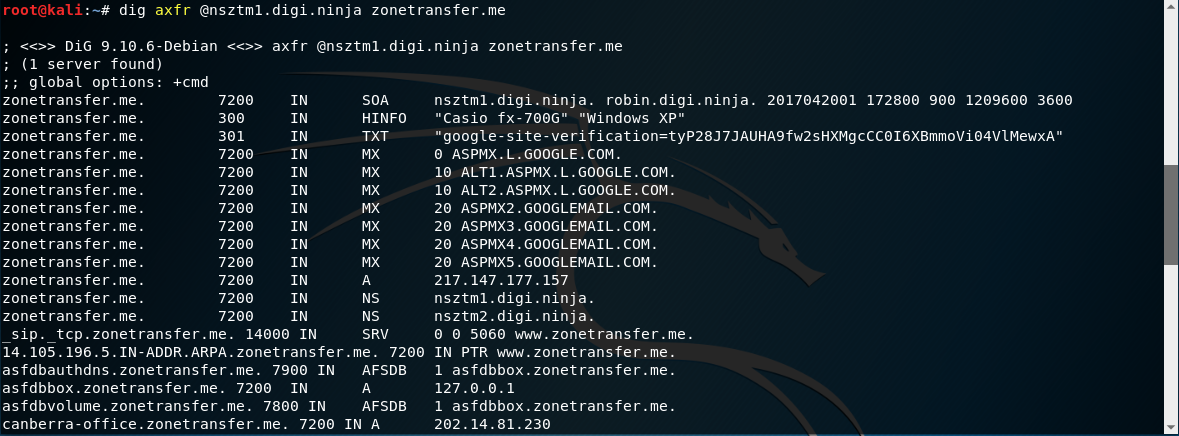 root@kali:~# dig axfr @nsztm1.digi.ninja zonetransfer.me

; <<>> DiG 9.10.6-Debian <<>> axfr @nsztm1.digi.ninja zonetransfer.me
; (1 server found)
;; global options: +cmd
zonetransfer.me.        7200    IN      SOA     nsztm1.digi.ninja. robin.digi.ninja. 2017042001 172800 900 1209600 3600
zonetransfer.me.        300     IN      HINFO   "Casio fx-700G" "Windows XP"
zonetransfer.me.        301     IN      TXT     "google-site-verification=tyP28J7JAUHA9fw2sHXMgcCC0I6XBmmoVi04VlMewxA"
zonetransfer.me.        7200    IN      MX      0 ASPMX.L.GOOGLE.COM.
zonetransfer.me.        7200    IN      MX      10 ALT1.ASPMX.L.GOOGLE.COM.
zonetransfer.me.        7200    IN      MX      10 ALT2.ASPMX.L.GOOGLE.COM.
zonetransfer.me.        7200    IN      MX      20 ASPMX2.GOOGLEMAIL.COM.
zonetransfer.me.        7200    IN      MX      20 ASPMX3.GOOGLEMAIL.COM.
zonetransfer.me.        7200    IN      MX      20 ASPMX4.GOOGLEMAIL.COM.
zonetransfer.me.        7200    IN      MX      20 ASPMX5.GOOGLEMAIL.COM.
zonetransfer.me.        7200    IN      A       217.147.177.157
zonetransfer.me.        7200    IN      NS      nsztm1.digi.ninja.
zonetransfer.me.        7200    IN      NS      nsztm2.digi.ninja.
_sip._tcp.zonetransfer.me. 14000 IN     SRV     0 0 5060 www.zonetransfer.me.
14.105.196.5.IN-ADDR.ARPA.zonetransfer.me. 7200 IN PTR www.zonetransfer.me.
asfdbauthdns.zonetransfer.me. 7900 IN   AFSDB   1 asfdbbox.zonetransfer.me.
asfdbbox.zonetransfer.me. 7200  IN      A       127.0.0.1
asfdbvolume.zonetransfer.me. 7800 IN    AFSDB   1 asfdbbox.zonetransfer.me.
canberra-office.zonetransfer.me. 7200 IN A      202.14.81.230